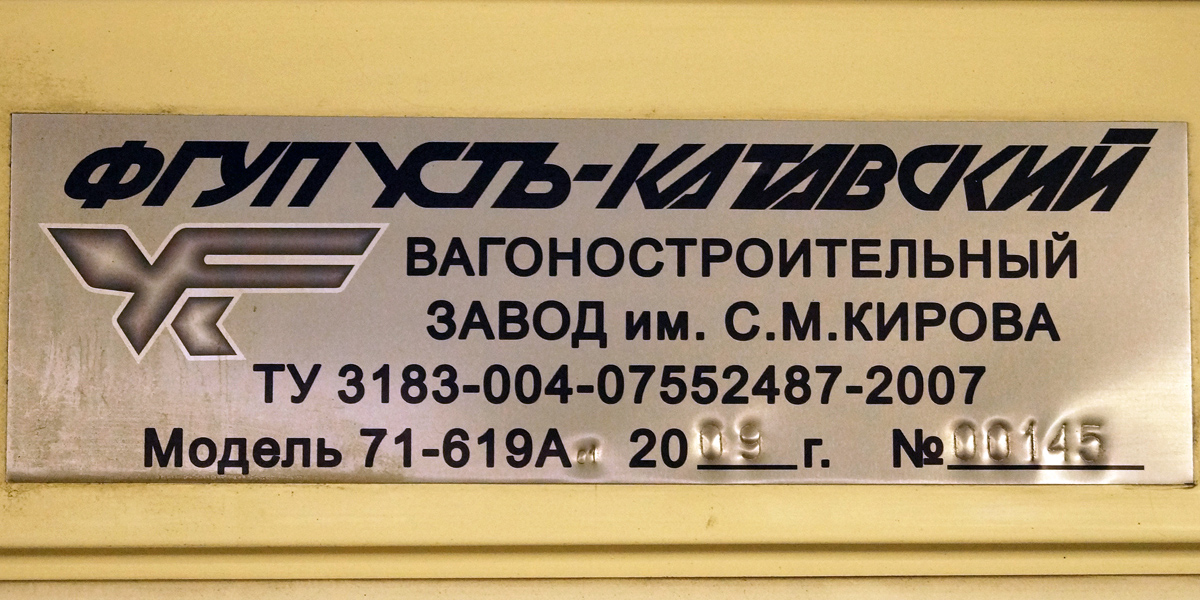 ФГУП УСТЬ-КАТАВСКИЙ
ВАГОНОСТРОИТЕЛЬНЫЙ
ЗАВОД им. С.М.КИРОВА
ТУ 3183-004-07552487-2007
Модель 71-619А 2009 г. №00145